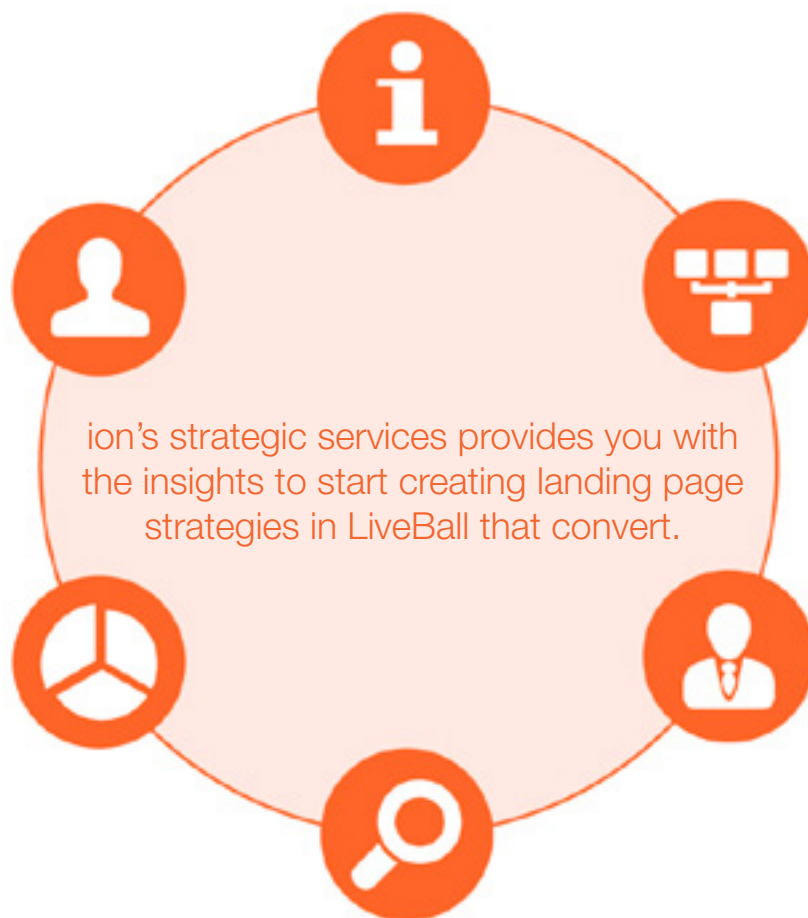 ion’s strategic services provides you with
the insights to start creating landing page
strategies in LiveBall that convert.